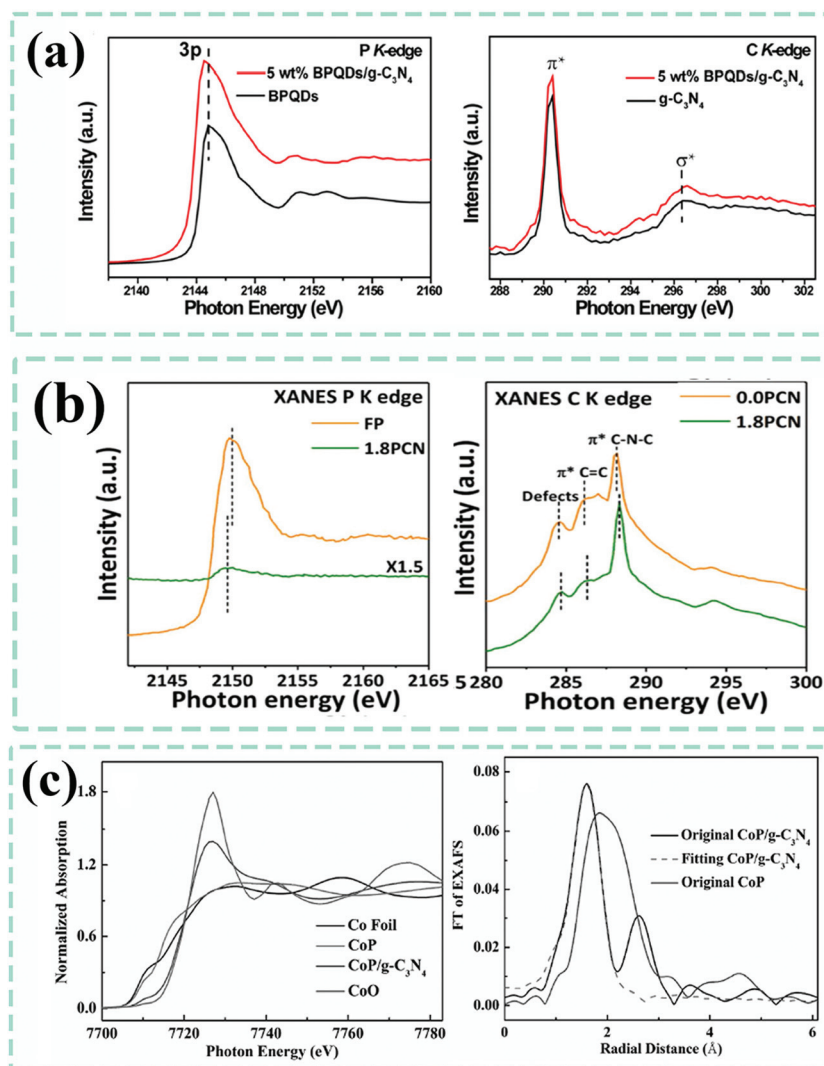 (a)
3p
P K-edge
5 wt% BPQDs/g-C₃N₄
BPQDs
Intensity (a.u.)
2140 2144 2148 2152 2156 2160
Photon Energy (eV)
C K-edge
π*
5 wt% BPQDs/g-C₃N₄
g-C₃N₄
σ*
Intensity (a.u.)
288 290 292 294 296 298 300 302
Photon Energy (eV)
(b)
XANES P K edge
FP
1.8PCN
X1.5
Intensity (a.u.)
2145 2150 2155 2160 2165
Photon energy (eV)
XANES C K edge
0.0PCN
1.8PCN
π* C-N-C
π* C=C
Defects
Intensity (a.u.)
5 280 285 290 295 300
Photon energy (eV)
(c)
Normalized Absorption
1.8
1.2
0.6
0.0
Co Foil
CoP
CoP/g-C₃N₄
CoO
7700 7720 7740 7760 7780
Photon Energy (eV)
FT of EXAFS
0.08
0.06
0.04
0.02
0.00
Original CoP/g-C₃N₄
Fitting CoP/g-C₃N₄
Original CoP
0 2 4 6
Radial Distance (Å)